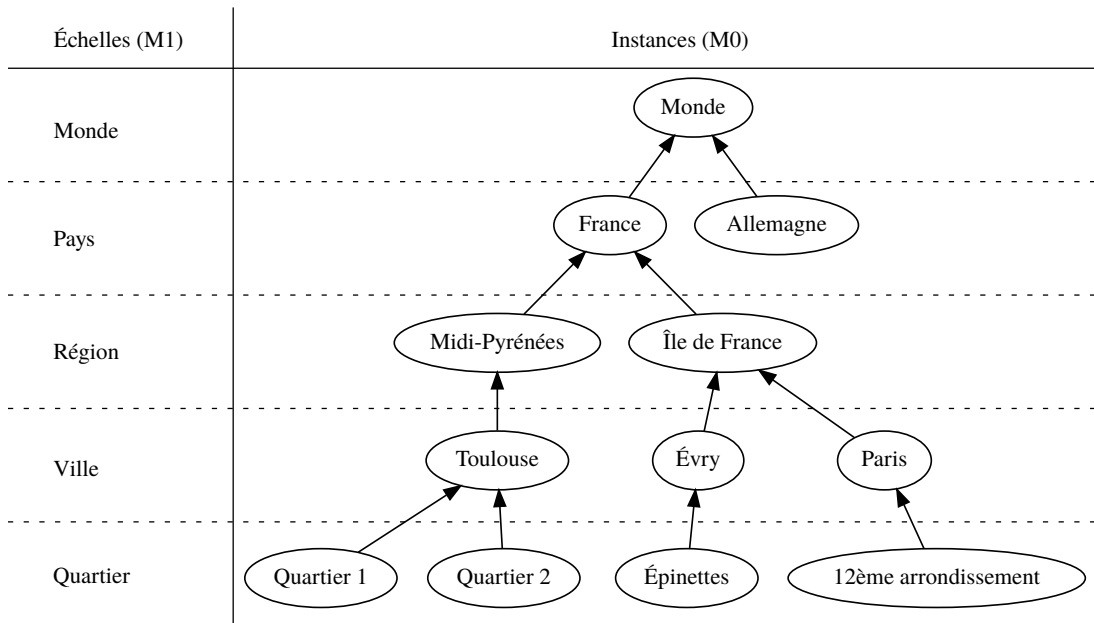 Échelles (M1)
Instances (M0)
Monde
Monde
Pays
France
Allemagne
Région
Midi-Pyrénées
Île de France
Ville
Toulouse
Évry
Paris
Quartier
Quartier 1
Quartier 2
Épinettes
12ème arrondissement